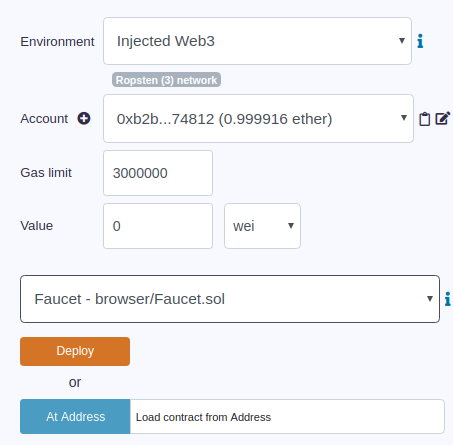 Environment Injected Web3
Ropsten (3) network
Account 0xb2b...74812 (0.999916 ether)
Gas limit 3000000
Value 0 wei
Faucet - browser/Faucet.sol
Deploy
or
At Address Load contract from Address